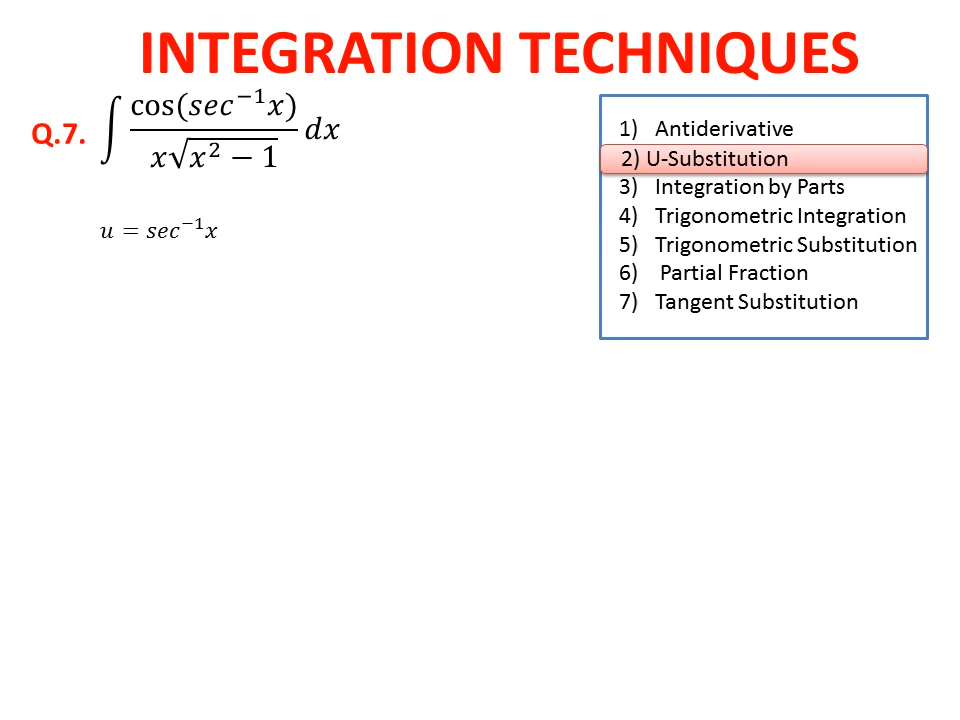 INTEGRATION TECHNIQUES
Q.7. ∫ cos(sec⁻¹x) / x√(x² − 1) dx
u = sec⁻¹x
1) Antiderivative
2) U-Substitution
3) Integration by Parts
4) Trigonometric Integration
5) Trigonometric Substitution
6) Partial Fraction
7) Tangent Substitution